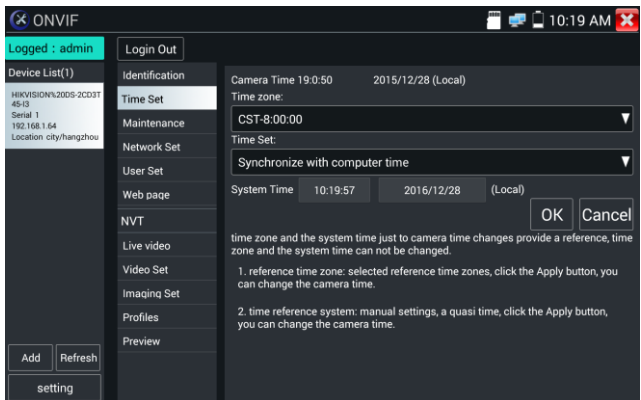 ONVIF
10:19 AM
Logged : admin
Login Out
Device List(1)
HIKVISION%20DS-2CD3T
45-I3
Serial 1
192.168.1.64
Location city/hangzhou
Add
Refresh
setting
Identification
Time Set
Maintenance
Network Set
User Set
Web page
NVT
Live video
Video Set
Imaging Set
Profiles
Preview
Camera Time 19:0:50 2015/12/28 (Local)
Time zone:
CST-8:00:00
Time Set:
Synchronize with computer time
System Time 10:19:57 2016/12/28 (Local)
OK Cancel
time zone and the system time just to camera time changes provide a reference, time
zone and the system time can not be changed.
1. reference time zone: selected reference time zones, click the Apply button, you
can change the camera time.
2. time reference system: manual settings, a quasi time, click the Apply button,
you can change the camera time.